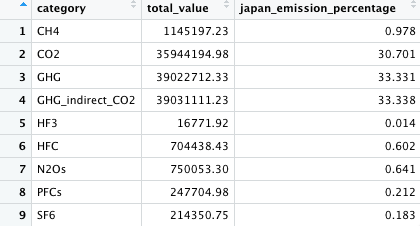 category total_value japan_emission_percentage
1 CH4 1145197.23 0.978
2 CO2 35944194.98 30.701
3 GHG 39022712.33 33.331
4 GHG_indirect_CO2 39031111.23 33.338
5 HF3 16771.92 0.014
6 HFC 704438.43 0.602
7 N2Os 750053.30 0.641
8 PFCs 247704.98 0.212
9 SF6 214350.75 0.183